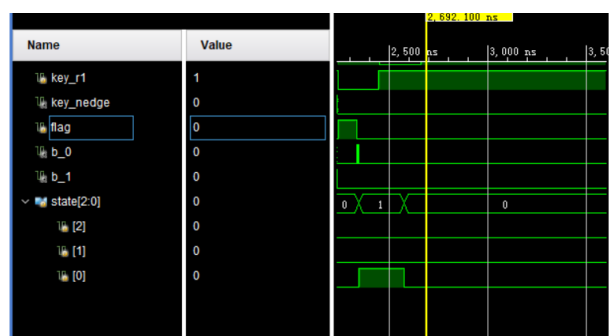 2,692.100 ns
Name Value
2,500 ns 3,000 ns 3,50
key_r1 1
key_nedge 0
flag 0
b_0 0
b_1 0
state[2:0] 0 0 1 0
[2] 0
[1] 0
[0] 0